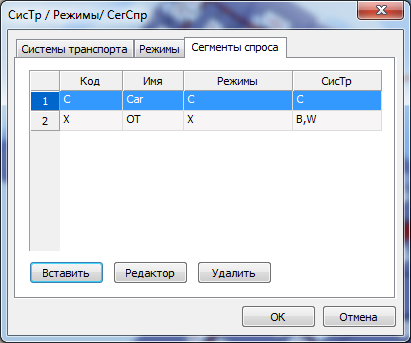 СисТр / Режимы/ СегСпр
Системы транспорта Режимы Сегменты спроса
Код Имя Режимы СисТр
1 C Car C C
2 X ОТ X B,W
Вставить Редактор Удалить
OK Отмена